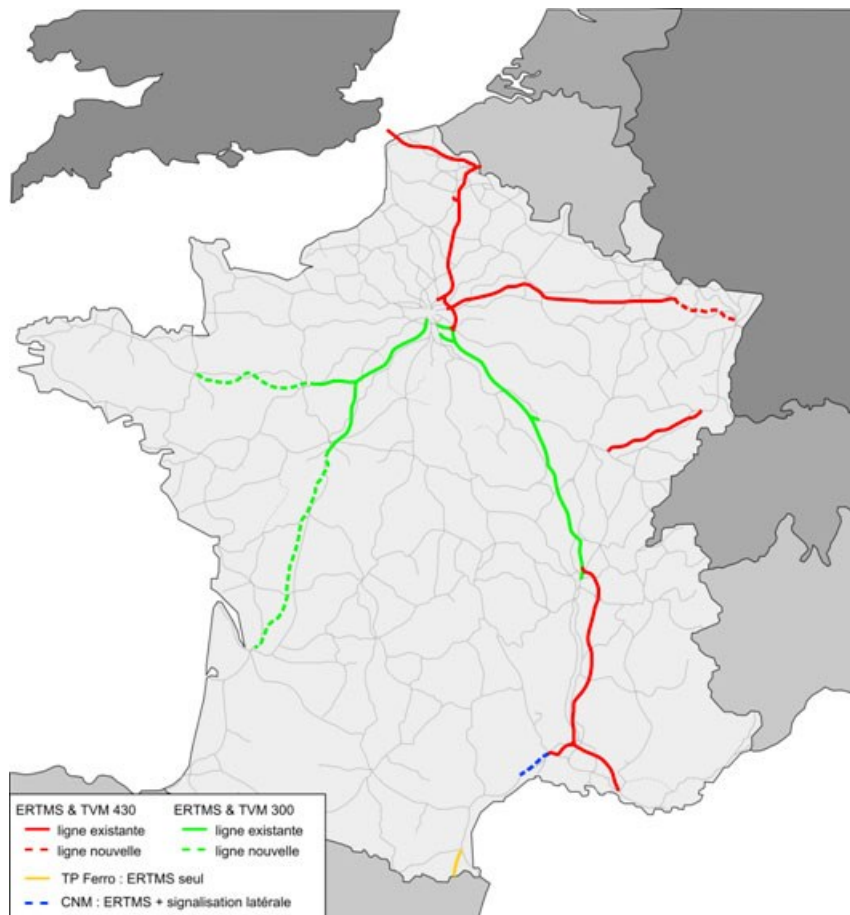 ERTMS & TVM 430 ERTMS & TVM 300
ligne existante ligne existante
ligne nouvelle ligne nouvelle
TP Ferro : ERTMS seul
CNM : ERTMS + signalisation latérale